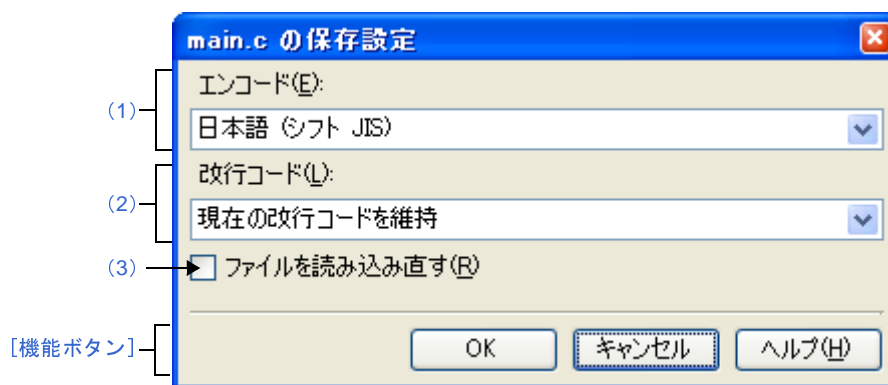 main.c の保存設定
(1)
エンコード(E):
日本語 (シフト JIS)
(2)
改行コード(L):
現在の改行コードを維持
(3)
ファイルを読み込み直す(R)
[機能ボタン]
OK
キャンセル
ヘルプ(H)